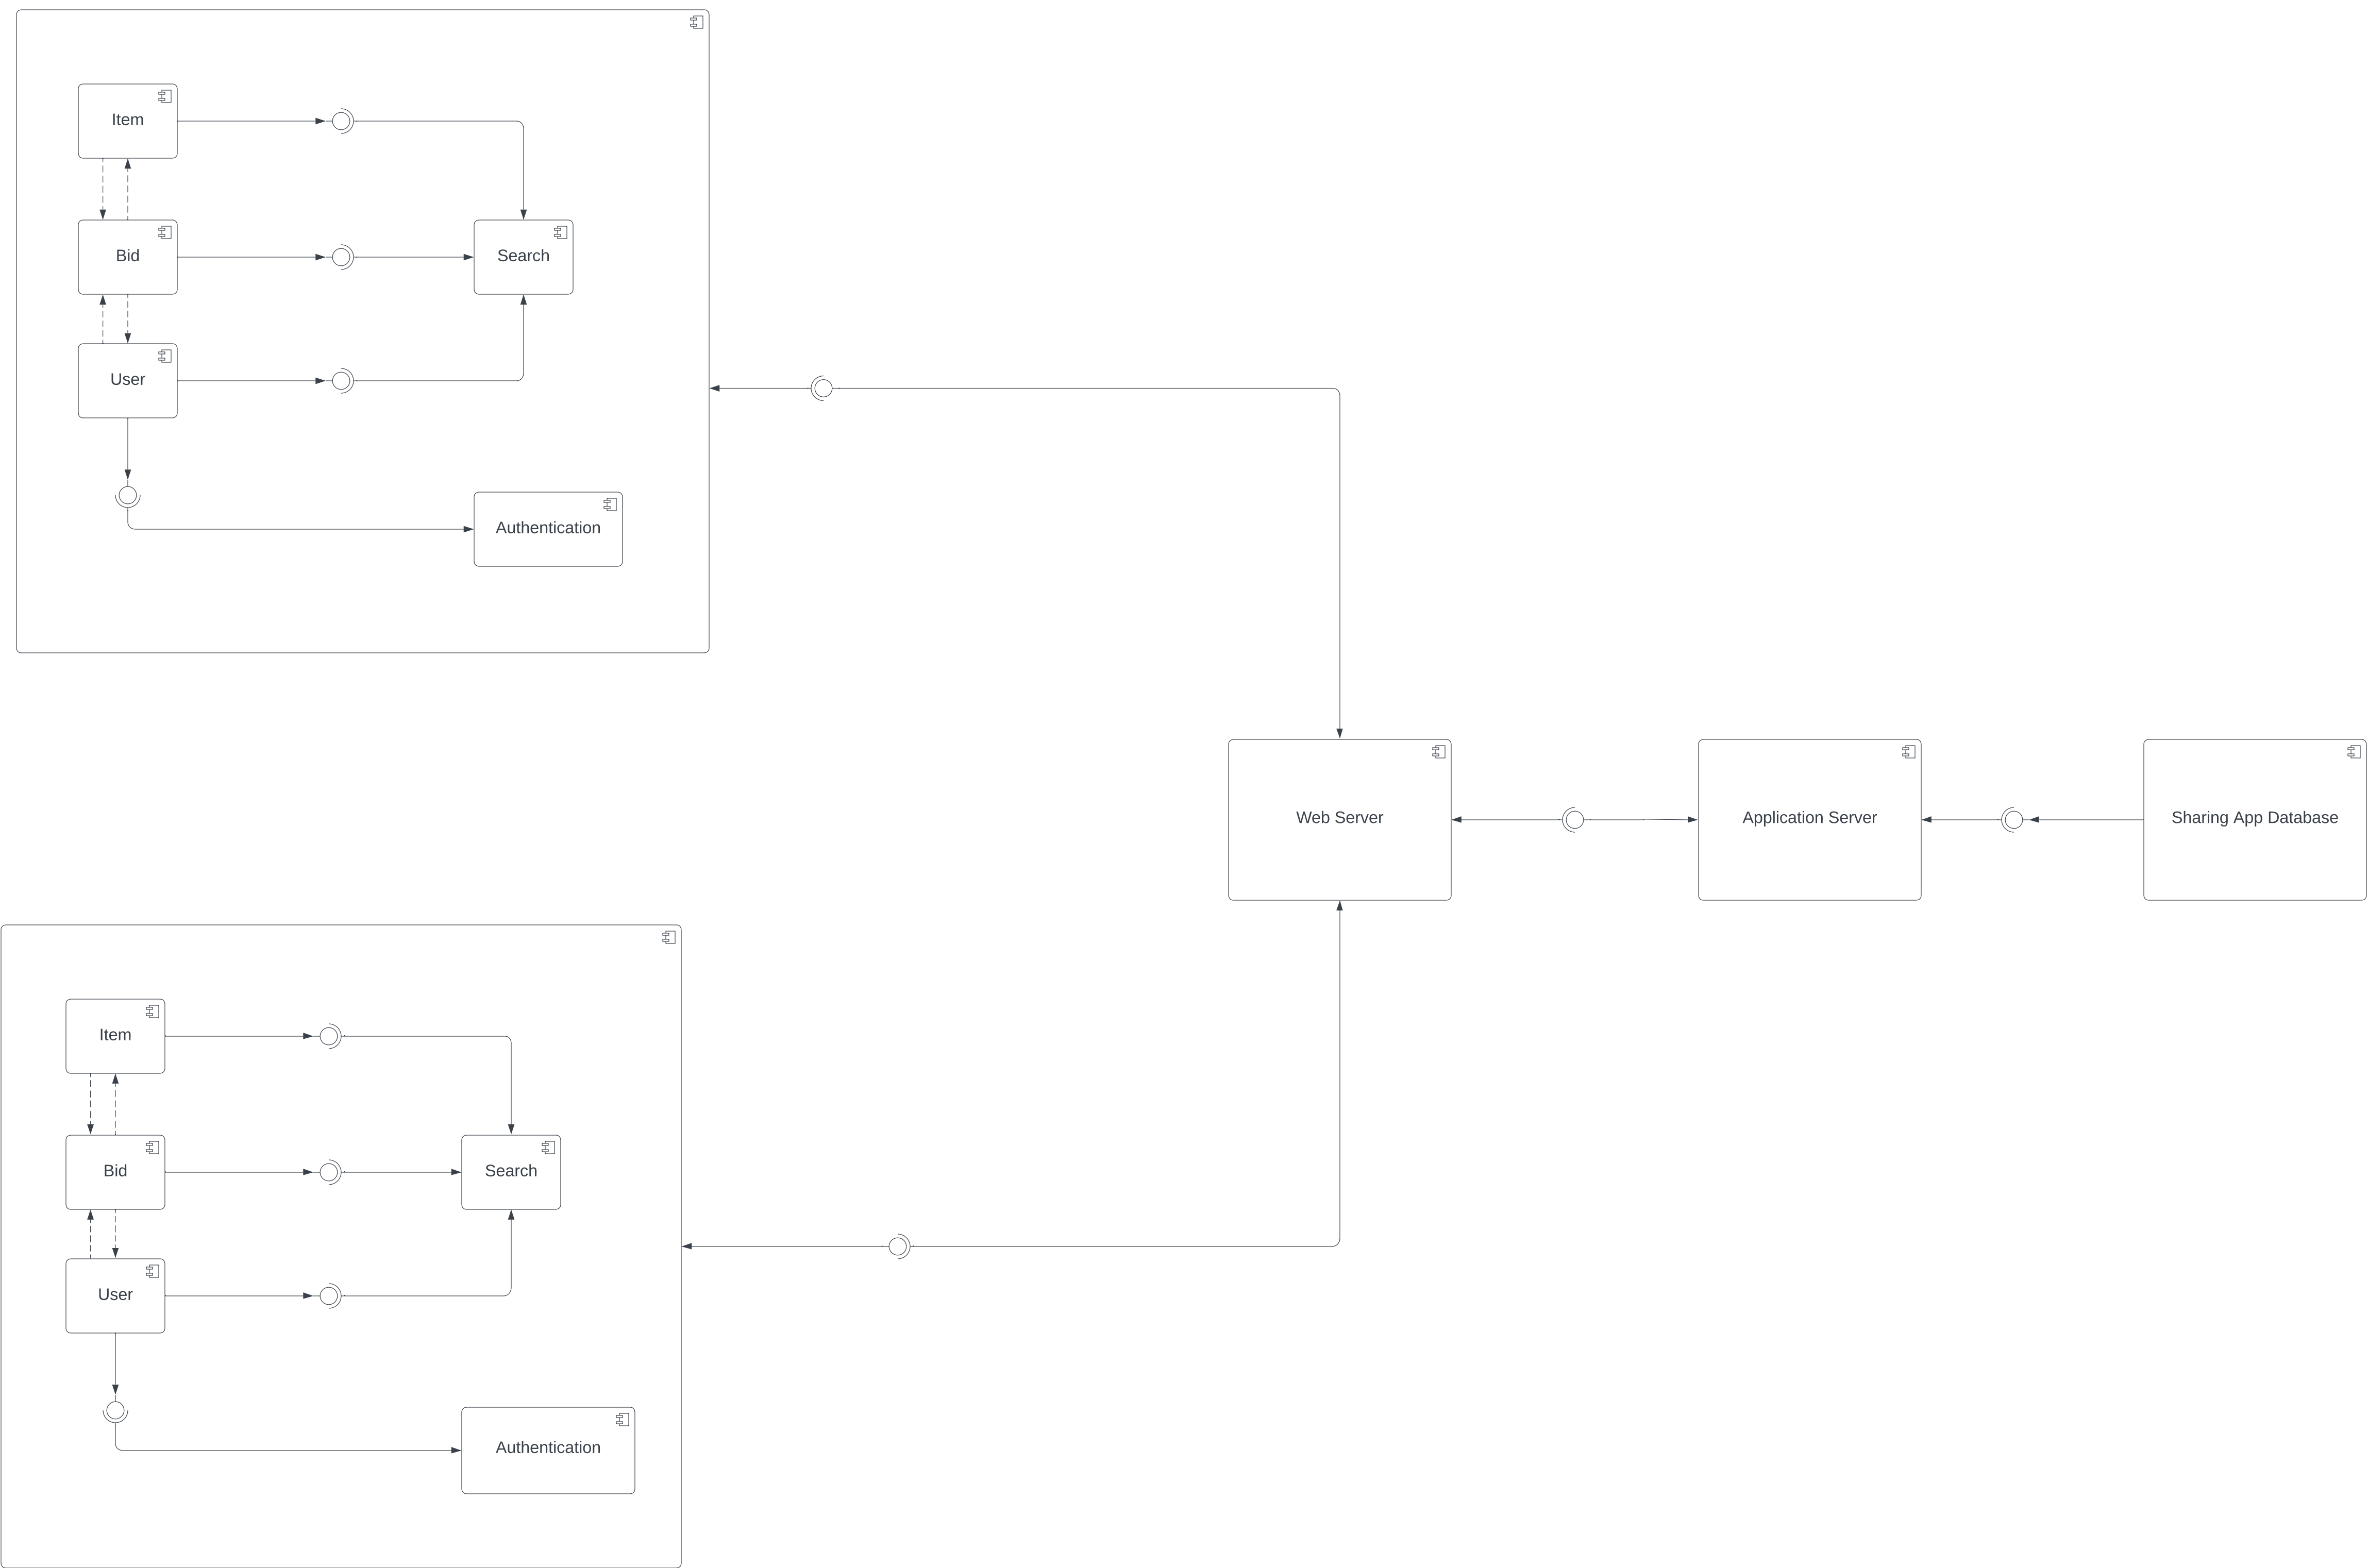 Item
Bid
Search
User
Authentication
Web Server
Application Server
Sharing App Database
Item
Bid
Search
User
Authentication